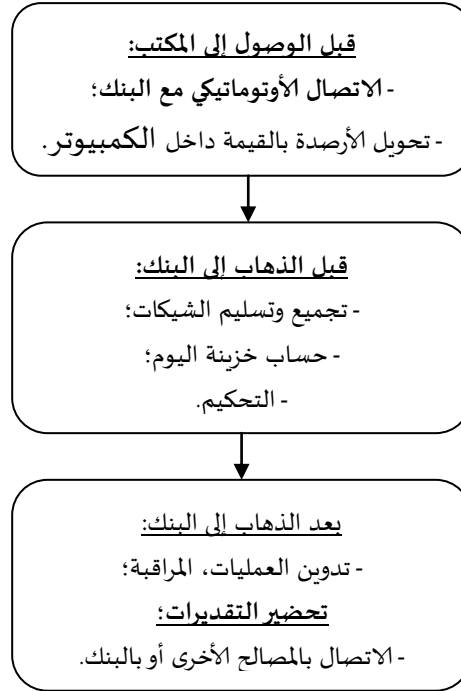 قبل الوصول إلى المكتب:
- الاتصال الأوتوماتيكي مع البنك؛
- تحويل الأرصدة بالقيمة داخل الكمبيوتر.
قبل الذهاب إلى البنك:
- تجميع وتسليم الشيكات؛
- حساب خزينة اليوم؛
- التحكيم.
بعد الذهاب إلى البنك:
- تدوين العمليات، المراقبة؛
تحضير التقديرات؛
- الاتصال بالمصالح الأخرى أو بالبنك.